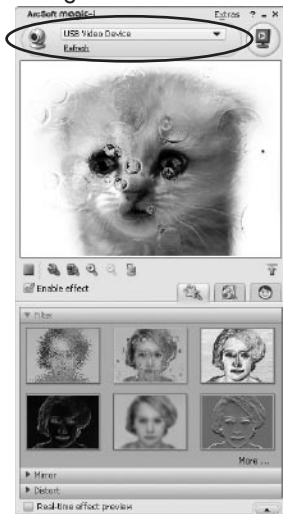 ArcSoft magic-i Extras ?
USB Video Device
Refresh
Enable effect
Filter
More ...
Mirror
Distort
Real-time effect preview